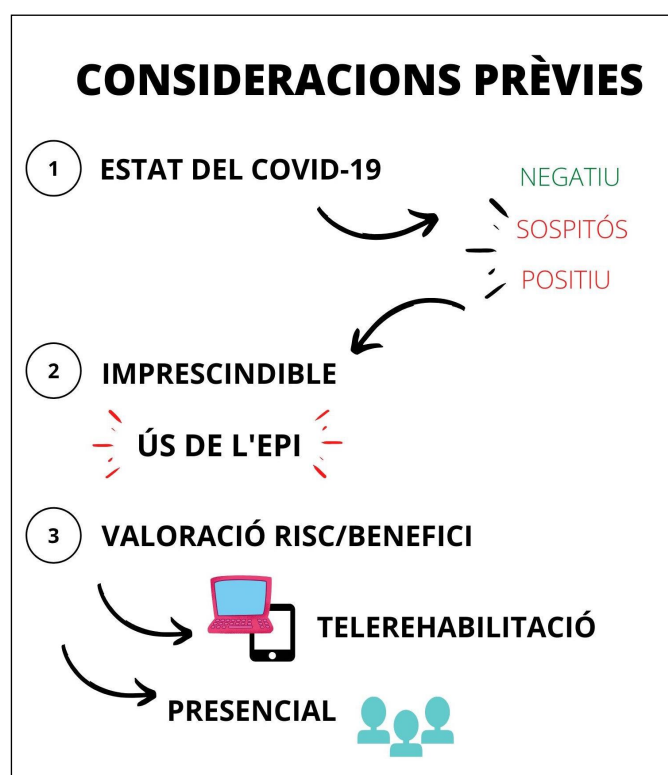 CONSIDERACIONS PRÈVIES
1 ESTAT DEL COVID-19
NEGATIU
SOSPITÓS
POSITIU
2 IMPRESCINDIBLE
ÚS DE L'EPI
3 VALORACIÓ RISC/BENEFICI
TELEREHABILITACIÓ
PRESENCIAL